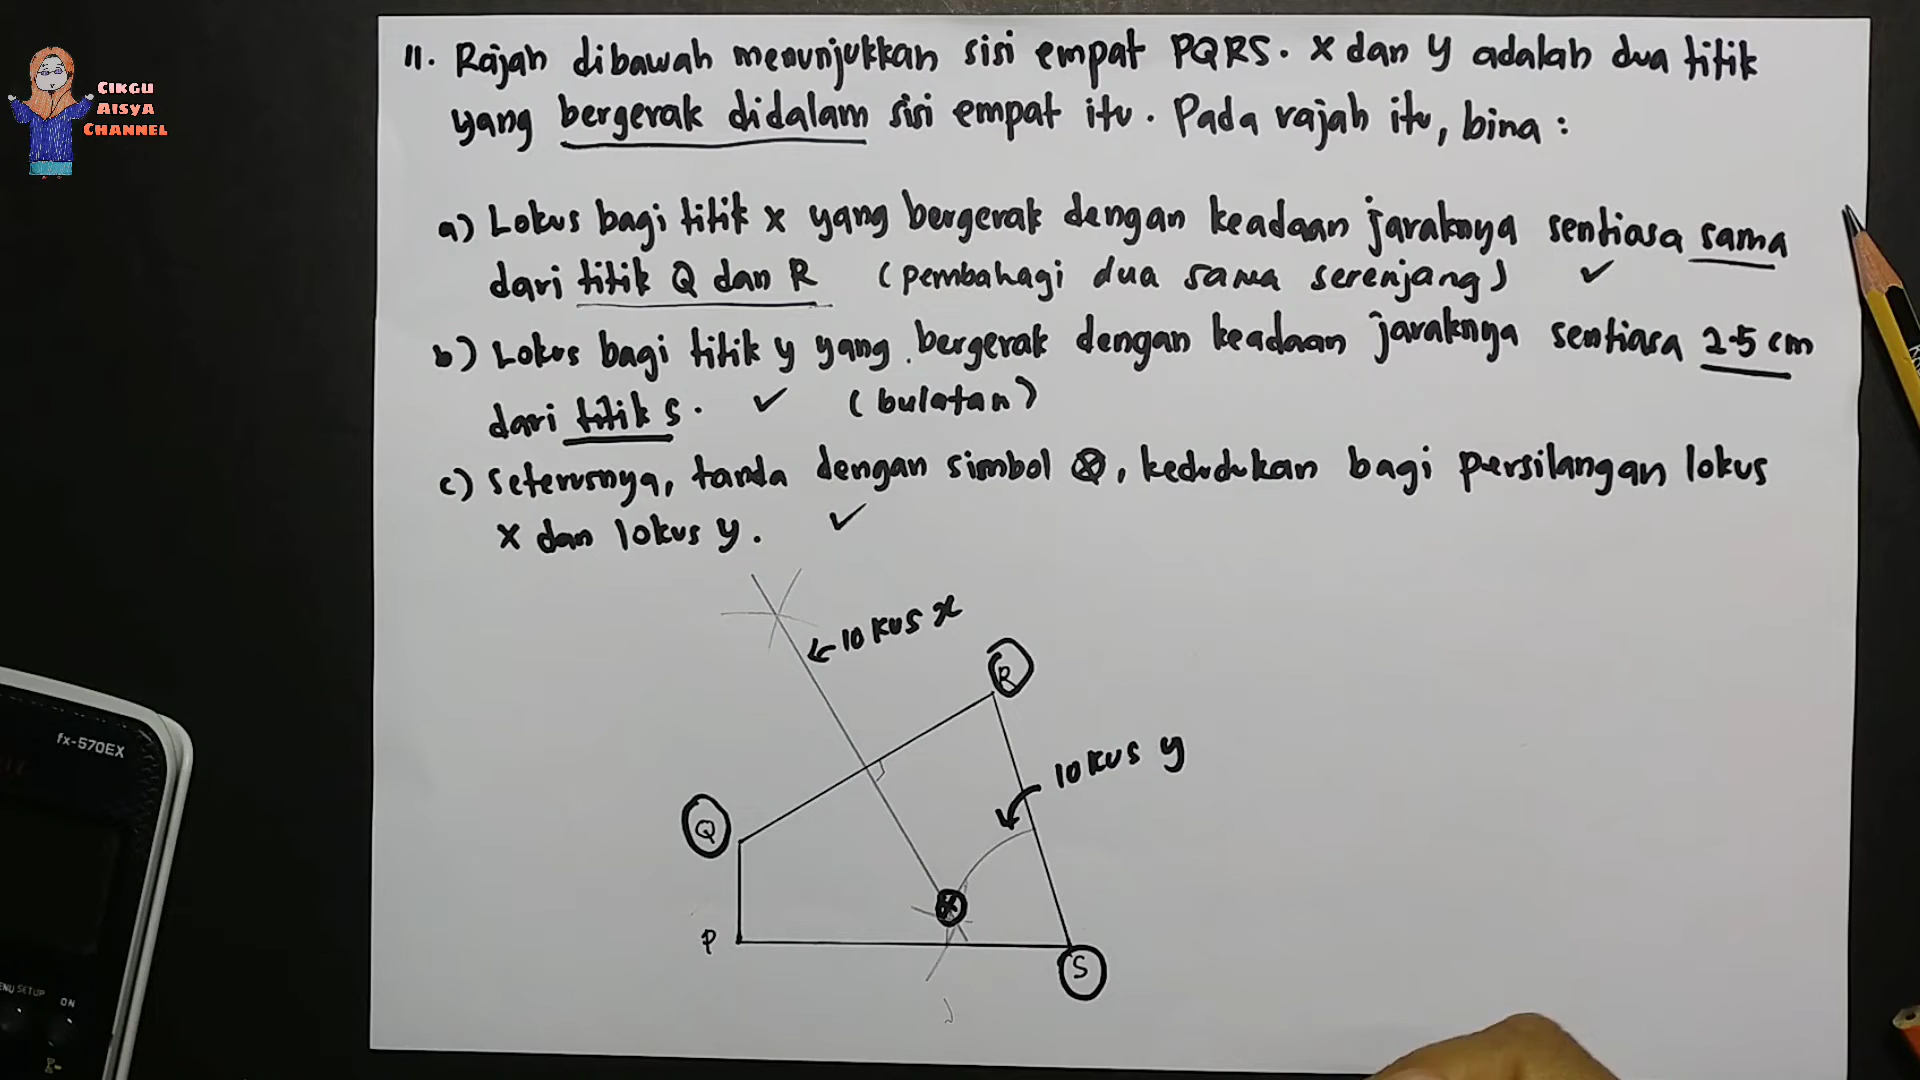 CIKGU
AISYA
CHANNEL
11. Rajah dibawah menunjukkan sisi empat PQRS. X dan Y adalah dua titik
yang bergerak didalam sisi empat itu. Pada rajah itu, bina :
a) Lokus bagi titik X yang bergerak dengan keadaan jaraknya sentiasa sama
dari titik Q dan R (pembahagi dua sama serenjang) ✓
b) Lokus bagi titik Y yang bergerak dengan keadaan jaraknya sentiasa 2.5 cm
dari titik S. ✓ (bulatan)
c) Seterusnya, tanda dengan simbol ⊗, kedudukan bagi persilangan lokus
X dan lokus Y. ✓
lokus x
R
lokus y
Q
P
S
fx-570EX
MENU SETUP ON